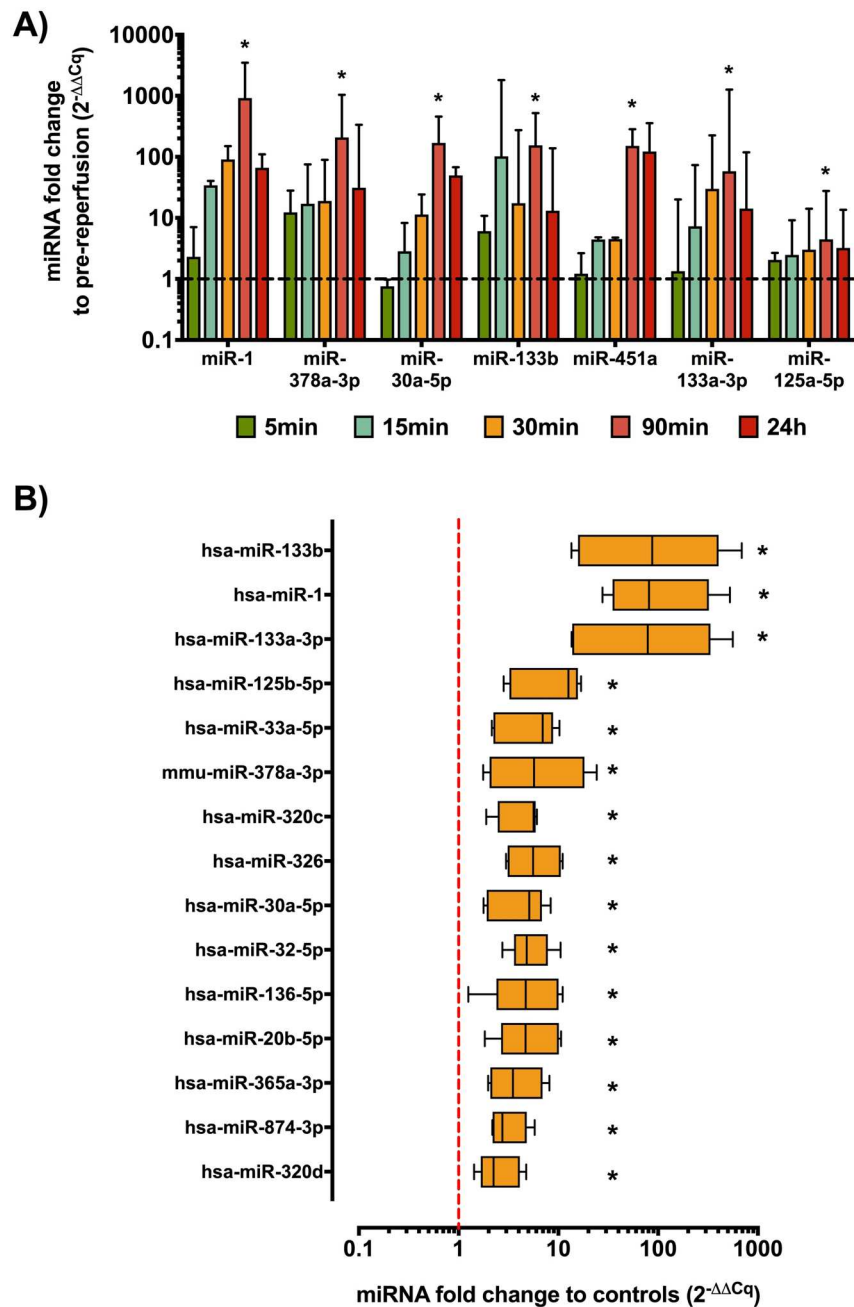 A)
miRNA fold change
to pre-reperfusion (2^-ΔΔCq)
10000
1000
100
10
1
0.1
* * * * * * *
miR-1
miR-
378a-3p
miR-
30a-5p
miR-133b
miR-451a
miR-
133a-3p
miR-
125a-5p
5min 15min 30min 90min 24h
B)
hsa-miR-133b *
hsa-miR-1 *
hsa-miR-133a-3p *
hsa-miR-125b-5p *
hsa-miR-33a-5p *
mmu-miR-378a-3p *
hsa-miR-320c *
hsa-miR-326 *
hsa-miR-30a-5p *
hsa-miR-32-5p *
hsa-miR-136-5p *
hsa-miR-20b-5p *
hsa-miR-365a-3p *
hsa-miR-874-3p *
hsa-miR-320d *
0.1 1 10 100 1000
miRNA fold change to controls (2^-ΔΔCq)